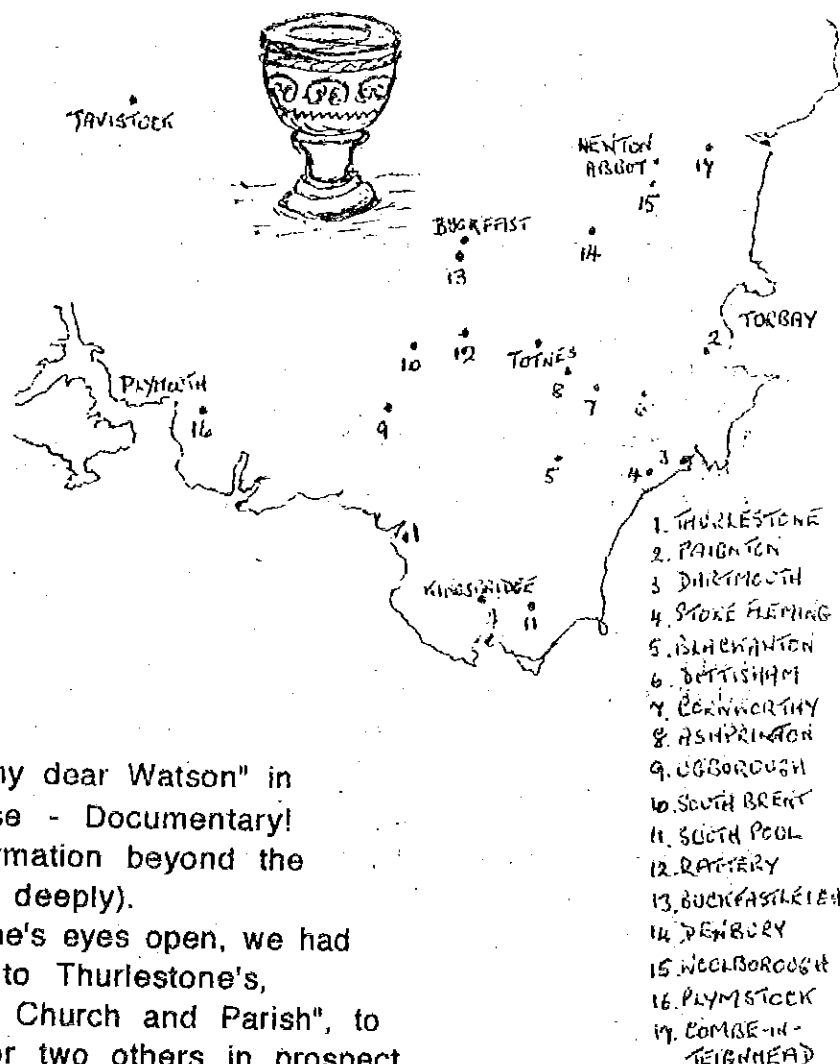 TAVISTOCK
NEWTON
ABBOT
17
15
14
BUCKFAST
13
TORBAY
2
10
12
TOTNES
8
7
6
PLYMOUTH
16
9
5
4
3
1
KINGSBRIDGE
11
1. THURLESTONE
2. PAIGNTON
3 DARTMOUTH
4. STOKE FLEMING
5. BLACKAWTON
6. DITTISHAM
7. CORNWORTHY
8. ASHPRINGTON
9. UGBOROUGH
10. SOUTH BRENT
11. SOUTH POOL
12. RATTERY
13. BUCKFASTLEIGH
14 DENBURY
15 WOOLBOROUGH
16. PLYMSTOCK
17. COMBE-IN-
TEIGNHEAD
ny dear Watson" in
se - Documentary!
rmation beyond the
deeply).
ne's eyes open, we had
to Thurlestone's,
Church and Parish", to
or two others in prospect